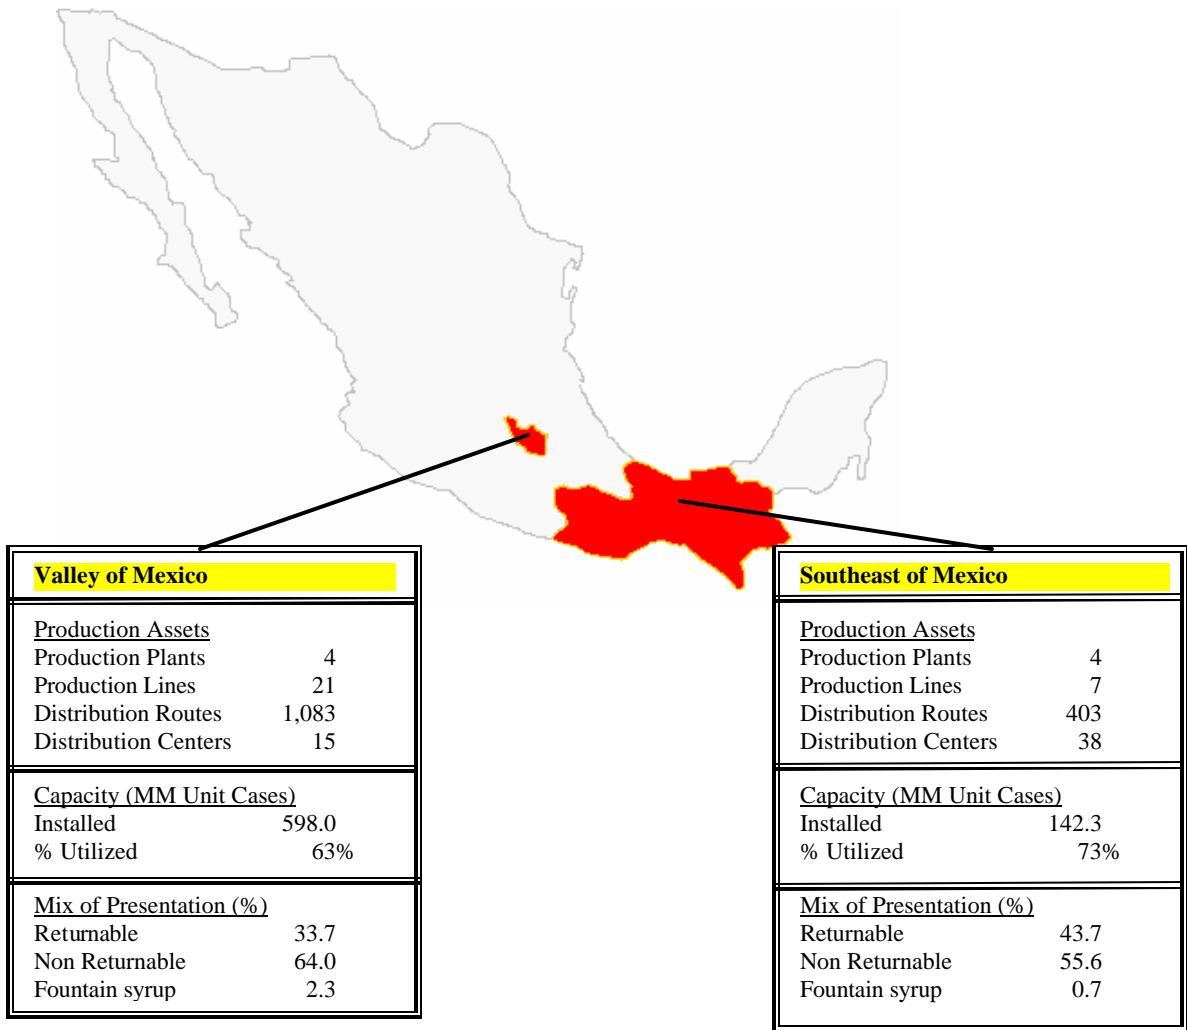 Valley of Mexico
Production Assets
Production Plants 4
Production Lines 21
Distribution Routes 1,083
Distribution Centers 15
Capacity (MM Unit Cases)
Installed 598.0
% Utilized 63%
Mix of Presentation (%)
Returnable 33.7
Non Returnable 64.0
Fountain syrup 2.3
Southeast of Mexico
Production Assets
Production Plants 4
Production Lines 7
Distribution Routes 403
Distribution Centers 38
Capacity (MM Unit Cases)
Installed 142.3
% Utilized 73%
Mix of Presentation (%)
Returnable 43.7
Non Returnable 55.6
Fountain syrup 0.7